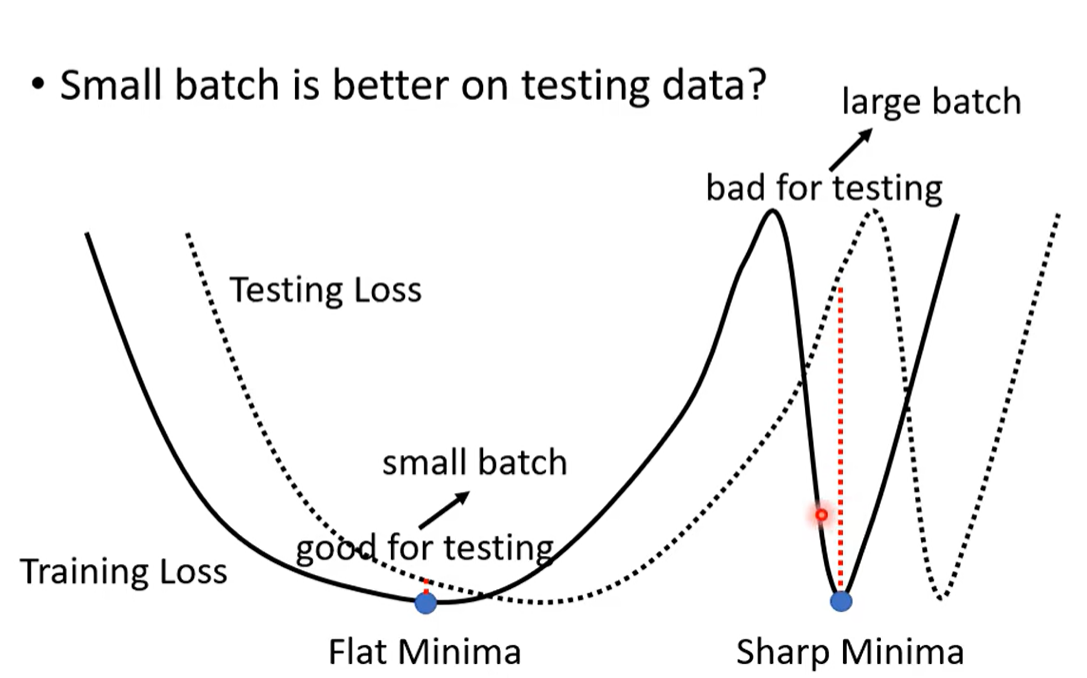 • Small batch is better on testing data?
large batch
bad for testing
Testing Loss
small batch
good for testing
Training Loss
Flat Minima
Sharp Minima